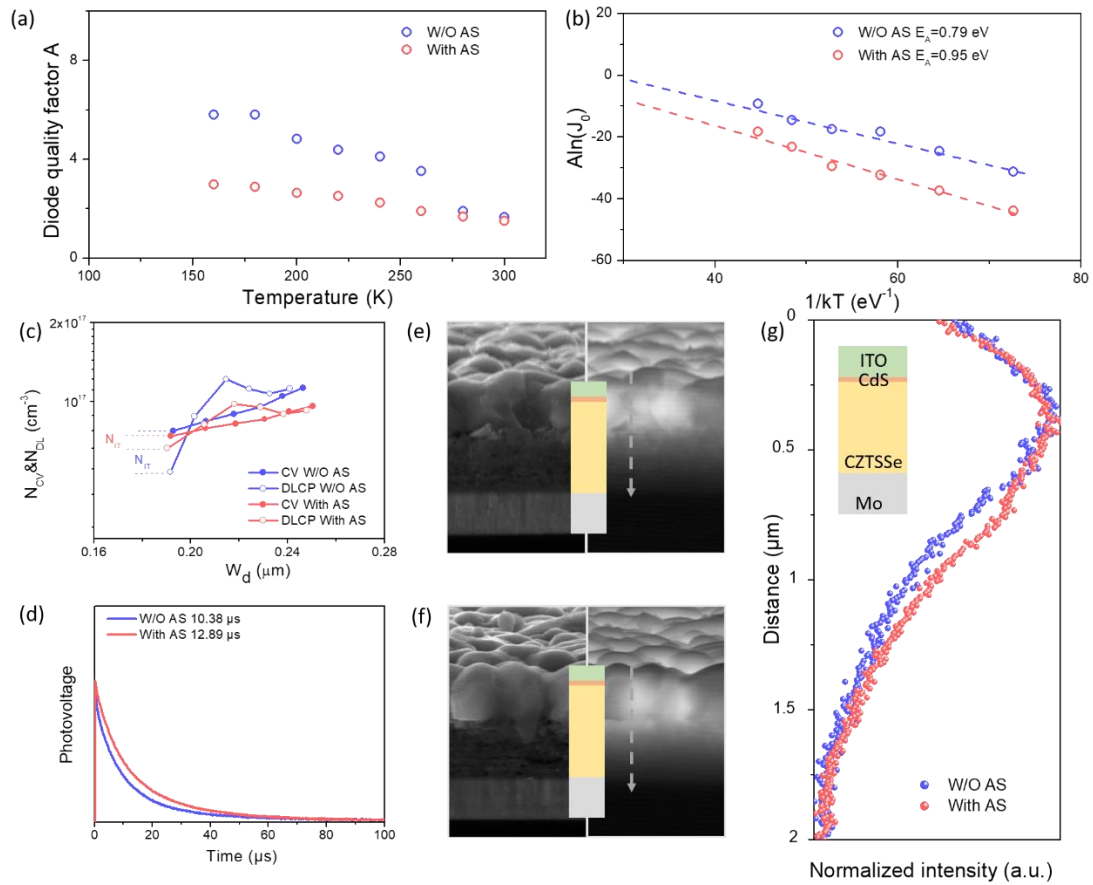 (a)
W/O AS
With AS
Diode quality factor A
8
4
0
100
150
200
250
300
Temperature (K)
(b)
W/O AS E_A=0.79 eV
With AS E_A=0.95 eV
Aln(J_0)
20
0
-20
-40
-60
40
60
80
1/kT (eV⁻¹)
(c)
2x10¹⁷
10¹⁷
N_CV&N_DL (cm⁻³)
N_IT
N_IT
CV W/O AS
DLCP W/O AS
CV With AS
DLCP With AS
0.16
0.20
0.24
0.28
W_d (μm)
(d)
W/O AS 10.38 μs
With AS 12.89 μs
Photovoltage
0
20
40
60
80
100
Time (μs)
(e)
(f)
(g)
0
0.5
1
1.5
2
Distance (μm)
ITO
CdS
CZTSSe
Mo
W/O AS
With AS
Normalized intensity (a.u.)